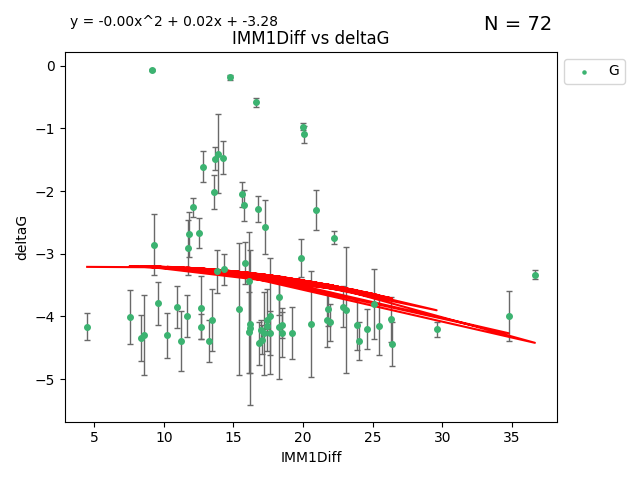 y = -0.00x^2 + 0.02x + -3.28
N = 72
IMM1Diff vs deltaG
G
deltaG
0
−1
−2
−3
−4
−5
5 10 15 20 25 30 35
IMM1Diff